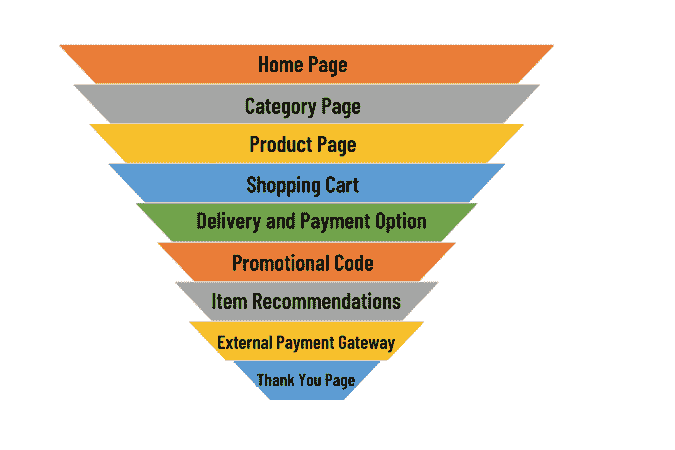 Home Page
Category Page
Product Page
Shopping Cart
Delivery and Payment Option
Promotional Code
Item Recommendations
External Payment Gateway
Thank You Page